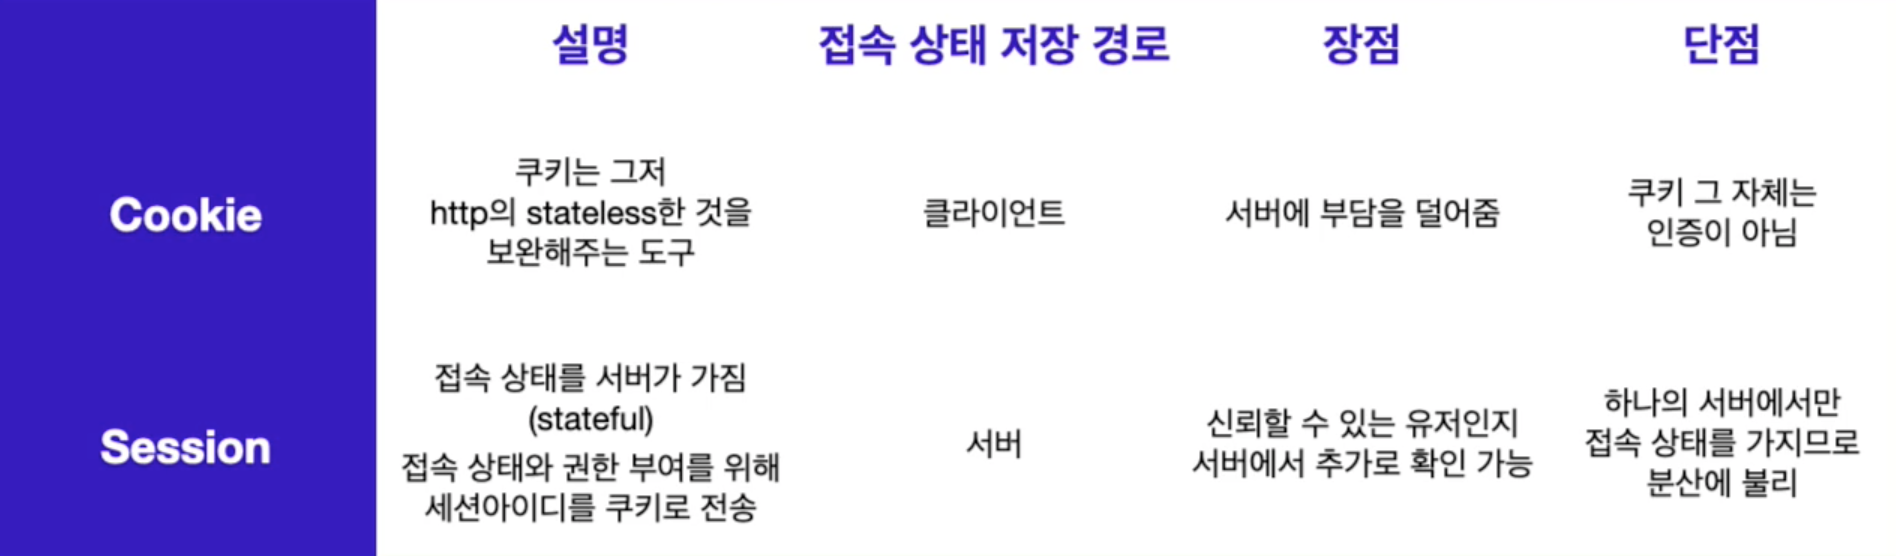 설명 접속 상태 저장 경로 장점 단점
Cookie
쿠키는 그저
http의 stateless한 것을
보완해주는 도구
클라이언트
서버에 부담을 덜어줌
쿠키 그 자체는
인증이 아님
Session
접속 상태를 서버가 가짐
(stateful)
접속 상태와 권한 부여를 위해
세션아이디를 쿠키로 전송
서버
신뢰할 수 있는 유저인지
서버에서 추가로 확인 가능
하나의 서버에서만
접속 상태를 가지므로
분산에 불리